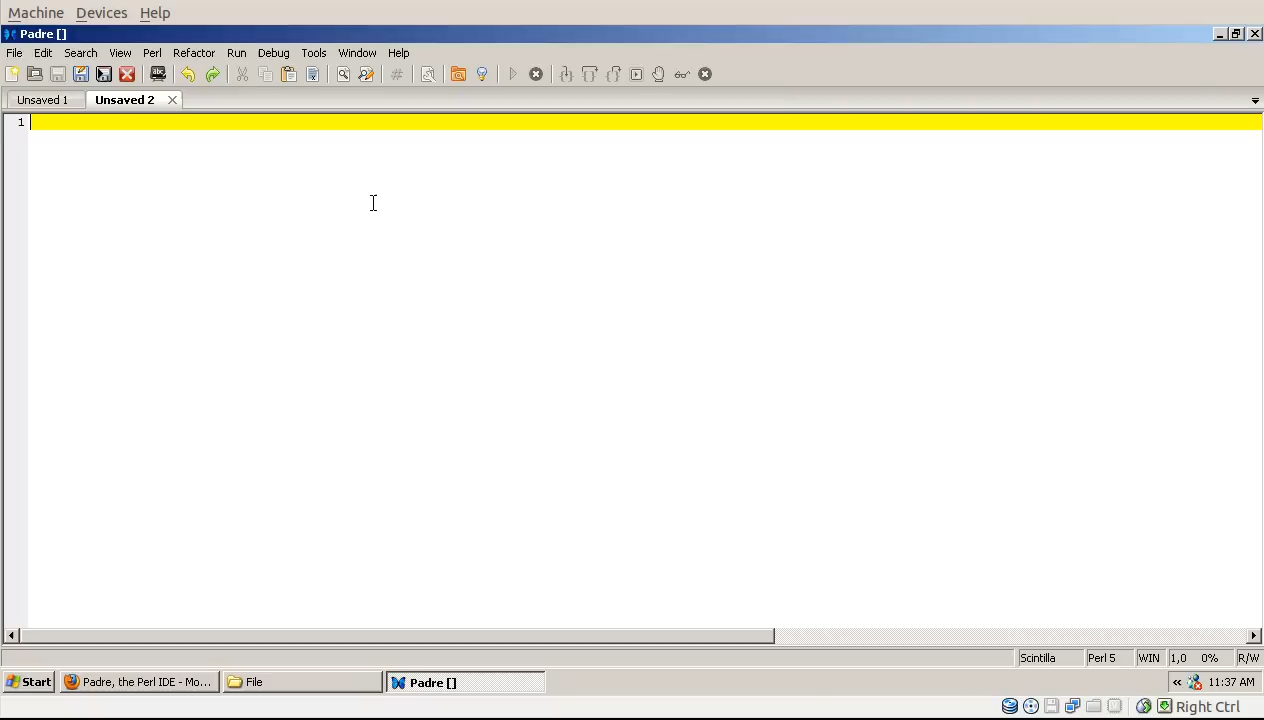 Machine Devices Help
Padre []
File Edit Search View Perl Refactor Run Debug Tools Window Help
Unsaved 1 Unsaved 2
1
Scintilla Perl 5 WIN 1,0 0% R/W
Start Padre, the Perl IDE - Mo... File Padre [] « 11:37 AM
Right Ctrl